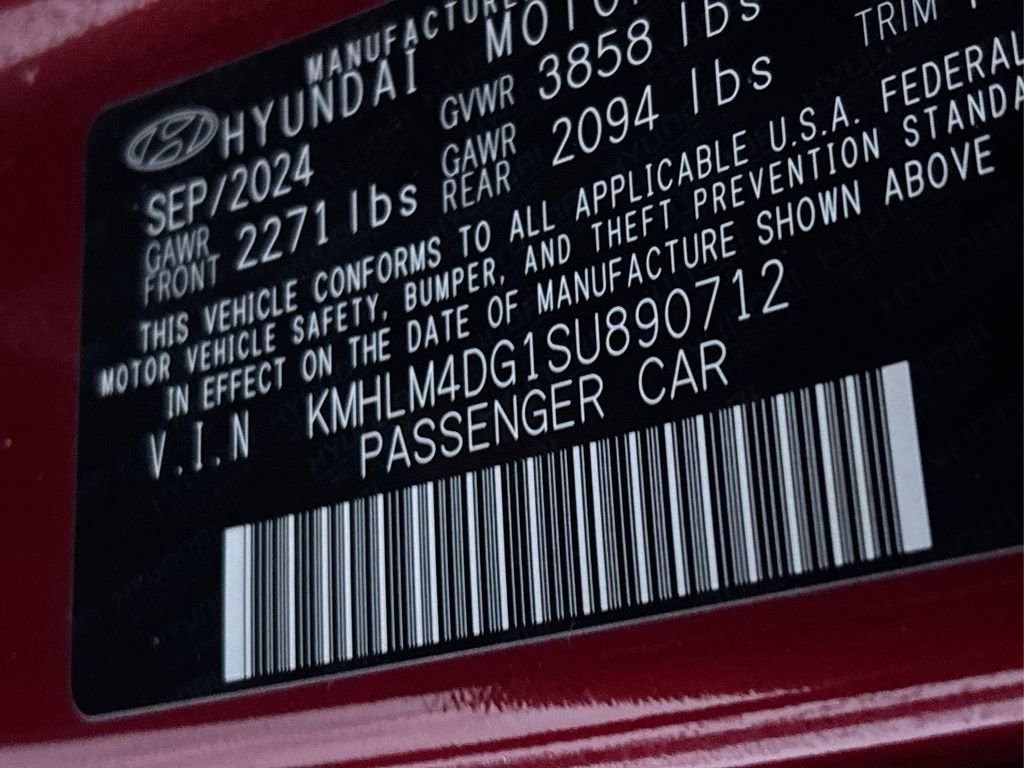 MANUFACTURE
HYUNDAI MOTO
SEP/2024 GVWR 3858 lbs TRIM
GAWR FRONT 2271 lbs GAWR REAR 2094 lbs
THIS VEHICLE CONFORMS TO ALL APPLICABLE U.S.A. FEDERAL
MOTOR VEHICLE SAFETY, BUMPER, AND THEFT PREVENTION STANDA
IN EFFECT ON THE DATE OF MANUFACTURE SHOWN ABOVE
V.I.N KMHLM4DG1SU890712
PASSENGER CAR